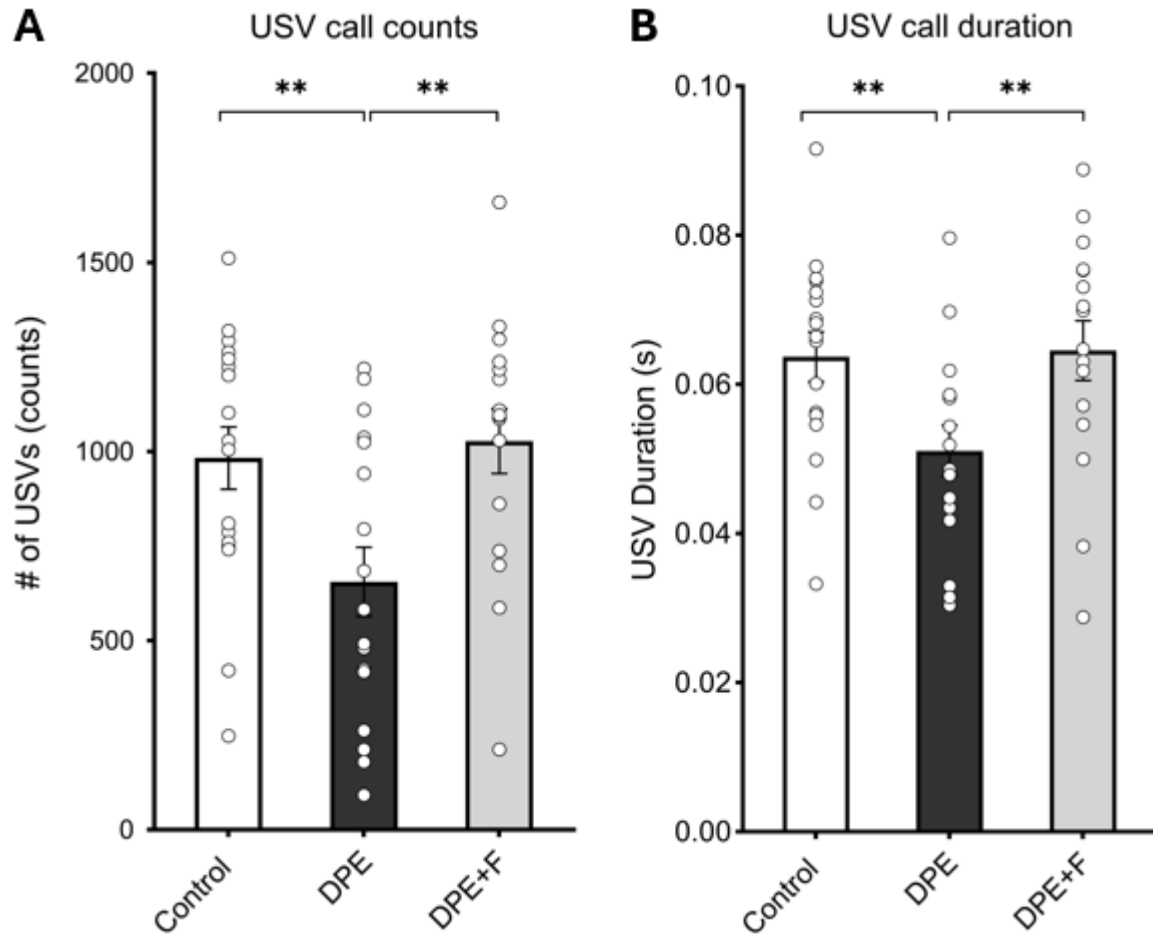 A
USV call counts
** **
# of USVs (counts)
2000
1500
1000
500
0
Control
DPE
DPE+F
B
USV call duration
** **
USV Duration (s)
0.10
0.08
0.06
0.04
0.02
0.00
Control
DPE
DPE+F